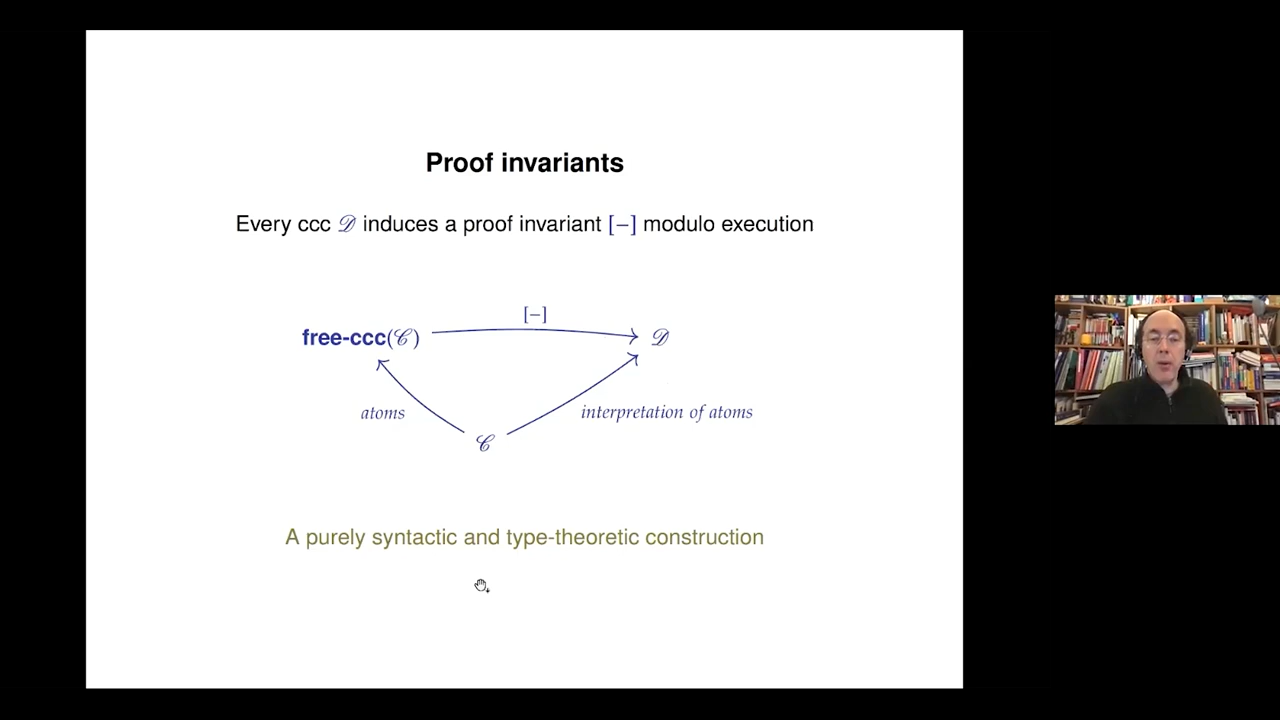 Proof invariants
Every ccc 𝒟 induces a proof invariant [−] modulo execution
[−]
free-ccc(𝒞) 𝒟
atoms interpretation of atoms
𝒞
A purely syntactic and type-theoretic construction